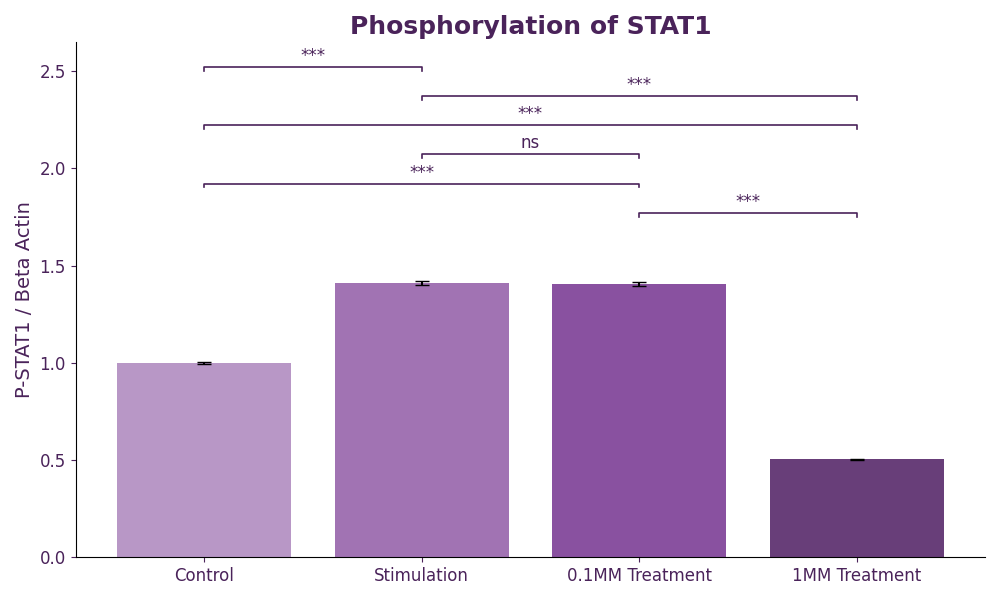 Phosphorylation of STAT1
***
***
***
ns
***
***
P-STAT1 / Beta Actin
2.5
2.0
1.5
1.0
0.5
0.0
Control Stimulation 0.1MM Treatment 1MM Treatment